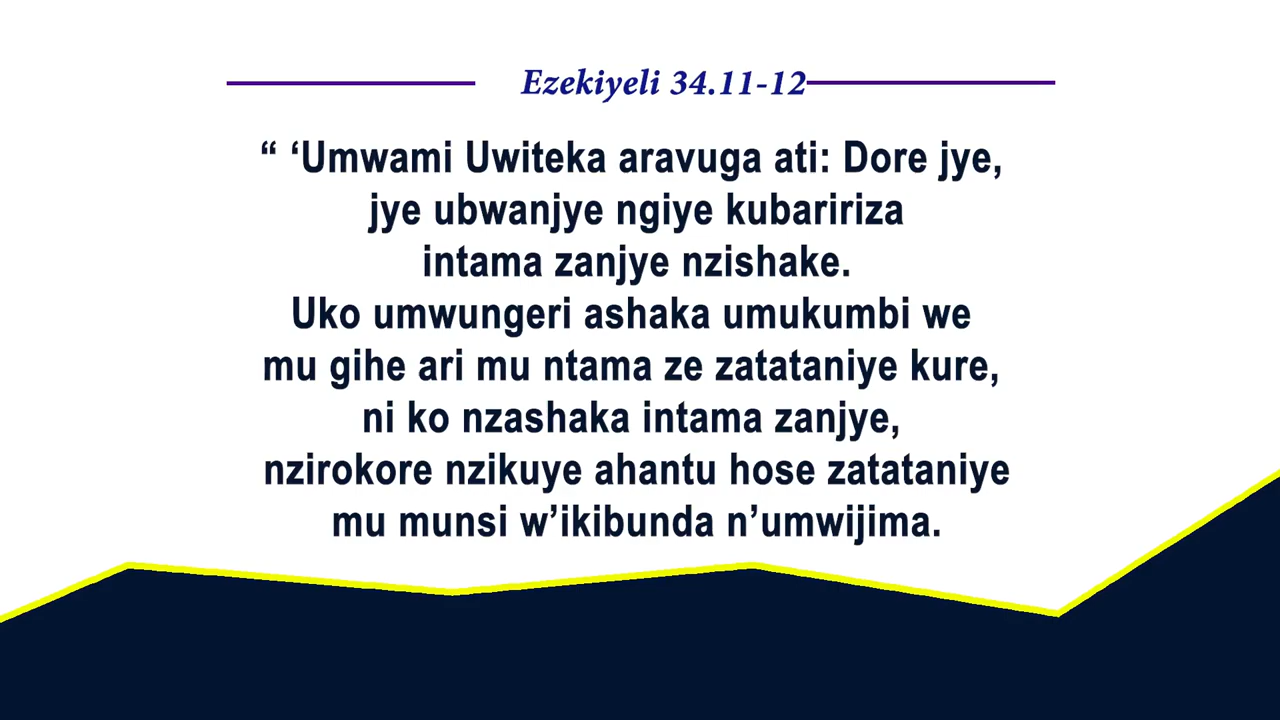 Ezekiyeli 34.11-12
“ ‘Umwami Uwiteka aravuga ati: Dore jye,
jye ubwanjye ngiye kubaririza
intama zanjye nzishake.
Uko umwungeri ashaka umukumbi we
mu gihe ari mu ntama ze zatataniye kure,
ni ko nzashaka intama zanjye,
nzirokore nzikuye ahantu hose zatataniye
mu munsi w’ikibunda n’umwijima.